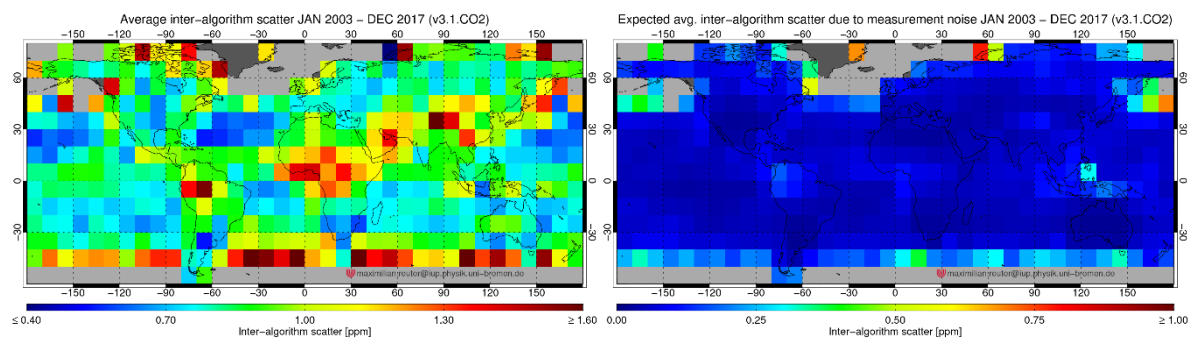 Average inter-algorithm scatter JAN 2003 – DEC 2017 (v3.1.CO2)
−150 −120 −90 −60 −30 0 30 60 90 120 150
60 60
30 30
0 0
−30 −30
maximilian.reuter@iup.physik.uni-bremen.de
−150 −120 −90 −60 −30 0 30 60 90 120 150
≤ 0.40 0.70 1.00 1.30 ≥ 1.60
Inter-algorithm scatter [ppm]
Expected avg. inter-algorithm scatter due to measurement noise JAN 2003 – DEC 2017 (v3.1.CO2)
−150 −120 −90 −60 −30 0 30 60 90 120 150
60 60
30 30
0 0
−30 −30
maximilian.reuter@iup.physik.uni-bremen.de
−150 −120 −90 −60 −30 0 30 60 90 120 150
0.00 0.25 0.50 0.75 ≥ 1.00
Inter-algorithm scatter [ppm]